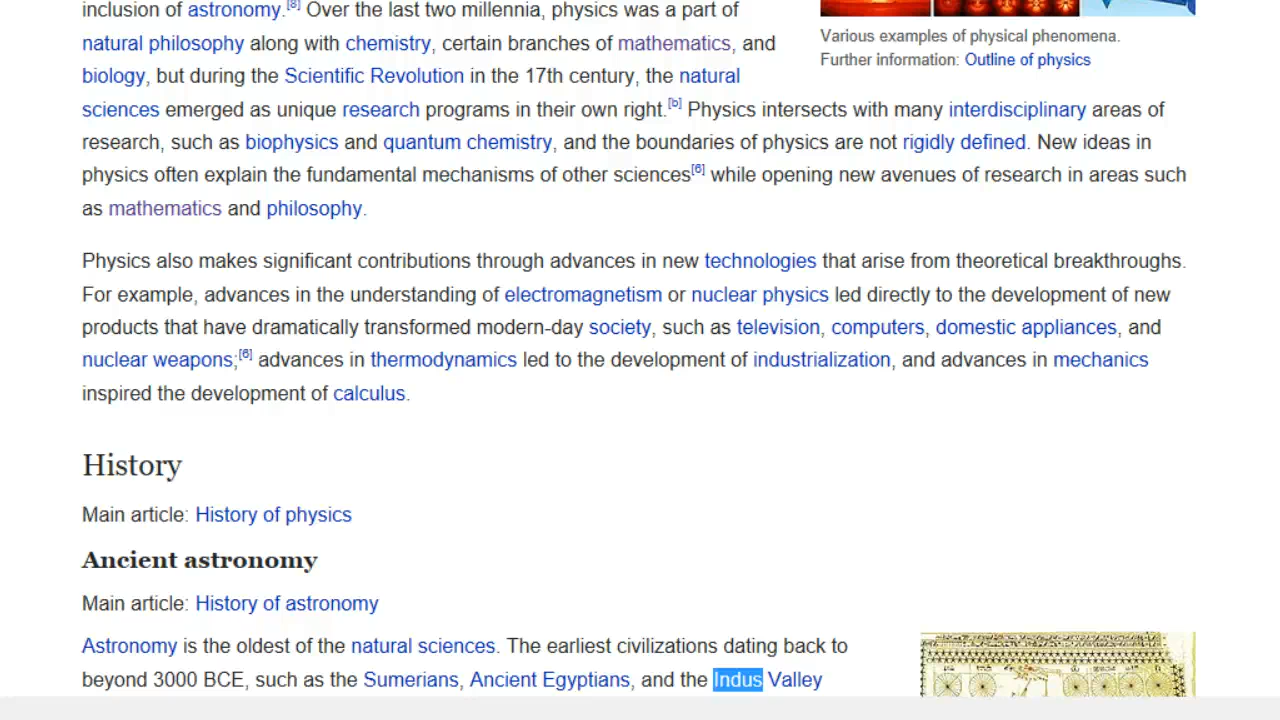 inclusion of astronomy.[8] Over the last two millennia, physics was a part of
natural philosophy along with chemistry, certain branches of mathematics, and
biology, but during the Scientific Revolution in the 17th century, the natural
sciences emerged as unique research programs in their own right.[b] Physics intersects with many interdisciplinary areas of
research, such as biophysics and quantum chemistry, and the boundaries of physics are not rigidly defined. New ideas in
physics often explain the fundamental mechanisms of other sciences[6] while opening new avenues of research in areas such
as mathematics and philosophy.
Various examples of physical phenomena.
Further information: Outline of physics
Physics also makes significant contributions through advances in new technologies that arise from theoretical breakthroughs.
For example, advances in the understanding of electromagnetism or nuclear physics led directly to the development of new
products that have dramatically transformed modern-day society, such as television, computers, domestic appliances, and
nuclear weapons;[6] advances in thermodynamics led to the development of industrialization, and advances in mechanics
inspired the development of calculus.
History
Main article: History of physics
Ancient astronomy
Main article: History of astronomy
Astronomy is the oldest of the natural sciences. The earliest civilizations dating back to
beyond 3000 BCE, such as the Sumerians, Ancient Egyptians, and the Indus Valley